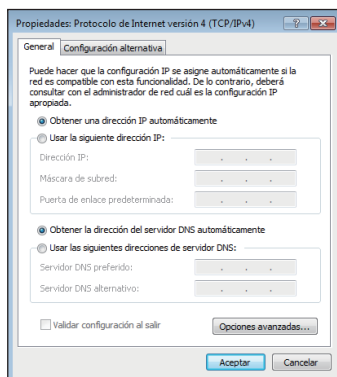 Propiedades: Protocolo de Internet versión 4 (TCP/IPv4)
General
Configuración alternativa
Puede hacer que la configuración IP se asigne automáticamente si la
red es compatible con esta funcionalidad. De lo contrario, deberá
consultar con el administrador de red cuál es la configuración IP
apropiada.
Obtener una dirección IP automáticamente
Usar la siguiente dirección IP:
Dirección IP:
Máscara de subred:
Puerta de enlace predeterminada:
Obtener la dirección del servidor DNS automáticamente
Usar las siguientes direcciones de servidor DNS:
Servidor DNS preferido:
Servidor DNS alternativo:
Validar configuración al salir
Opciones avanzadas...
Aceptar
Cancelar